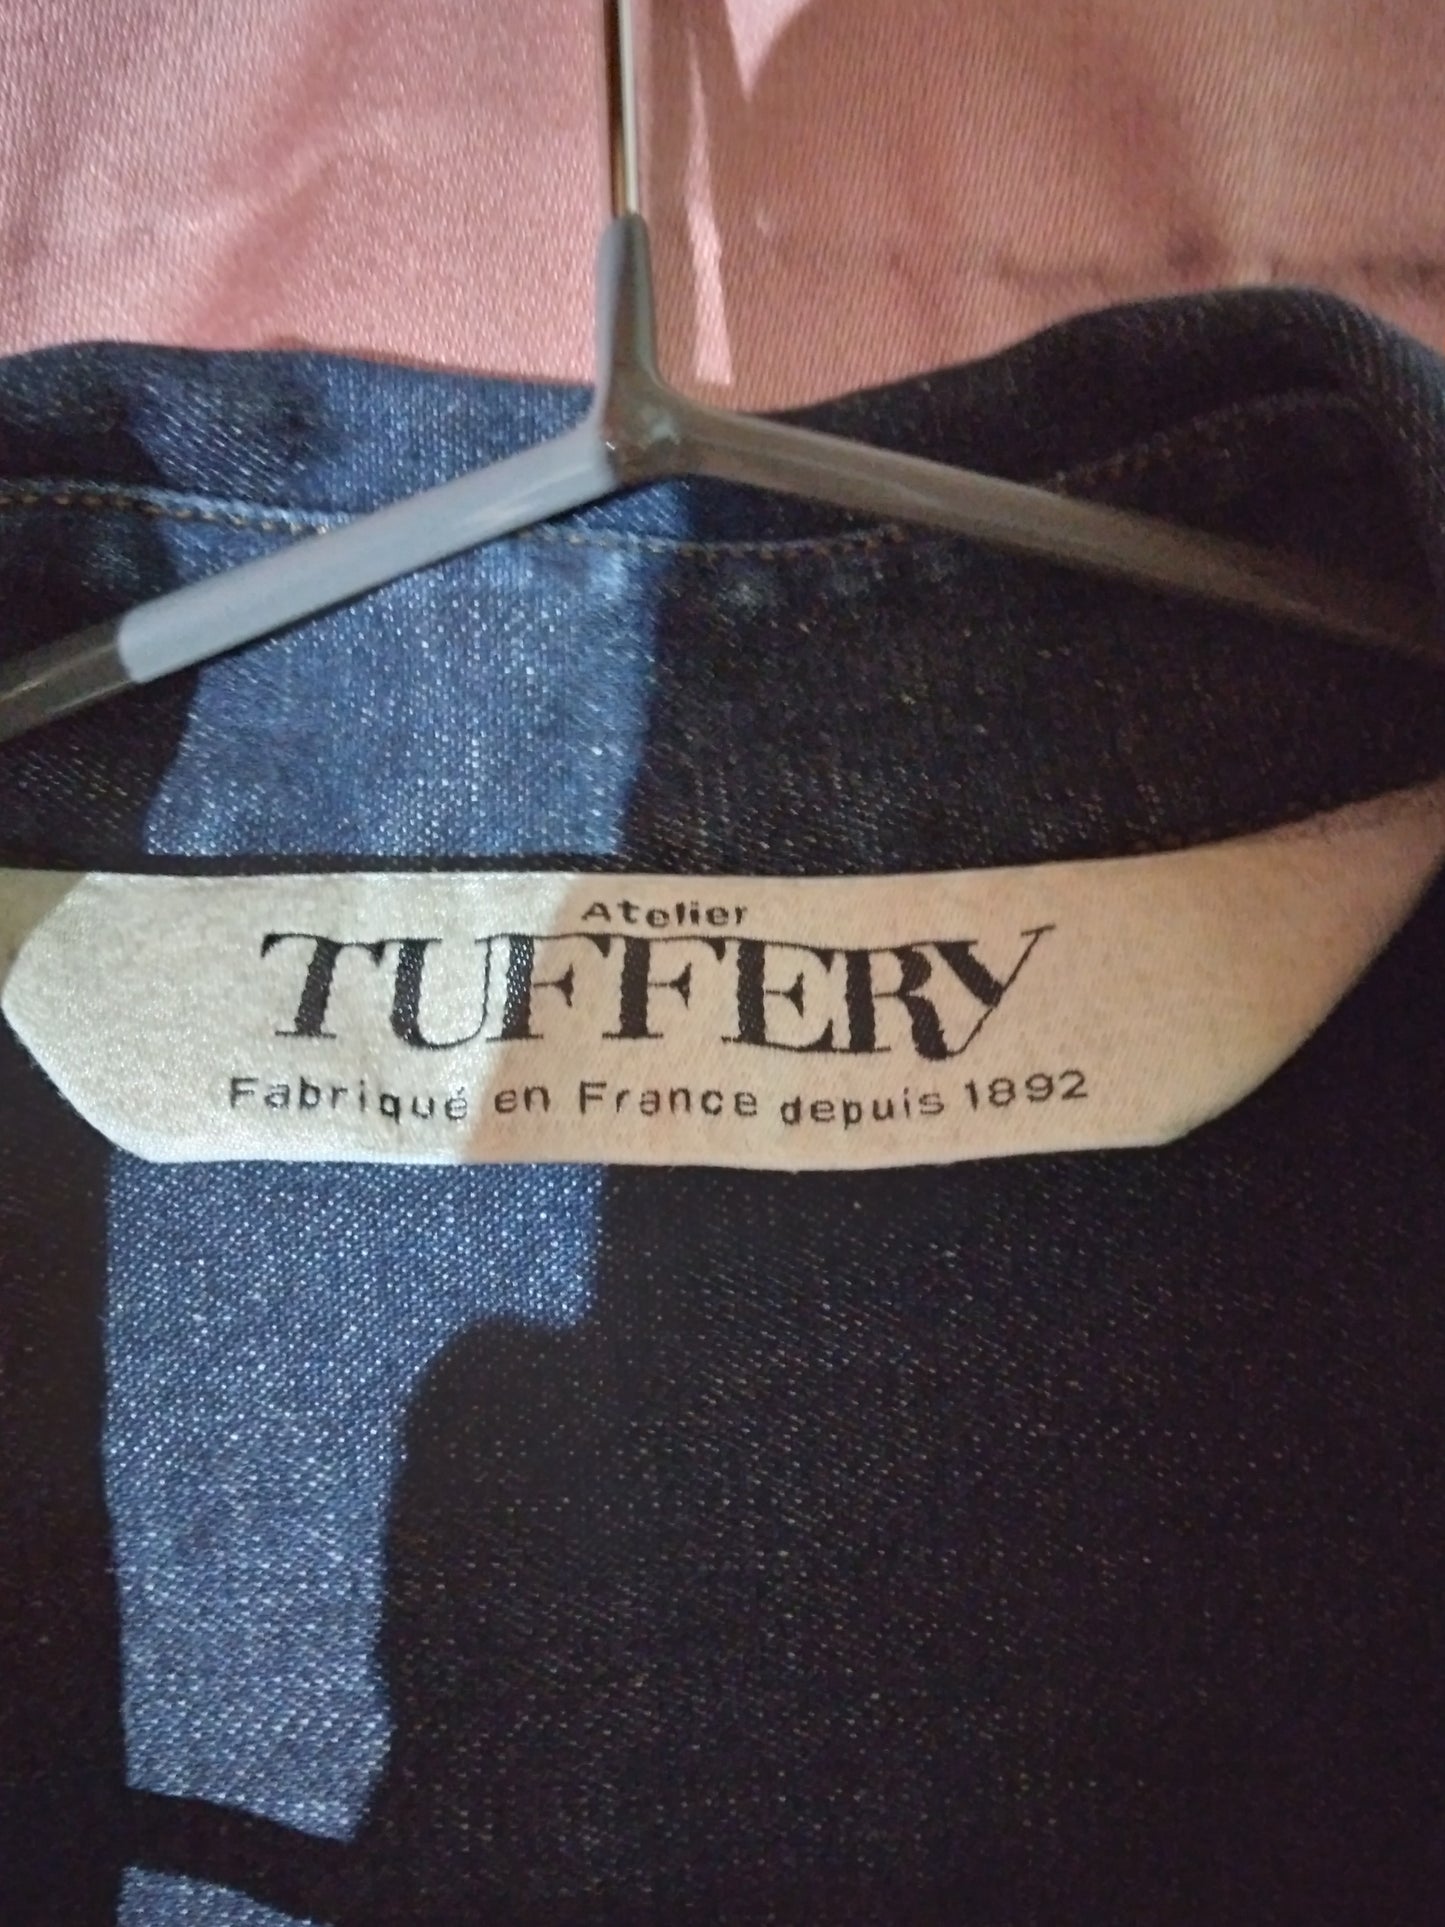 Atelier
TUFFERY
Fabriqué en France depuis 1892